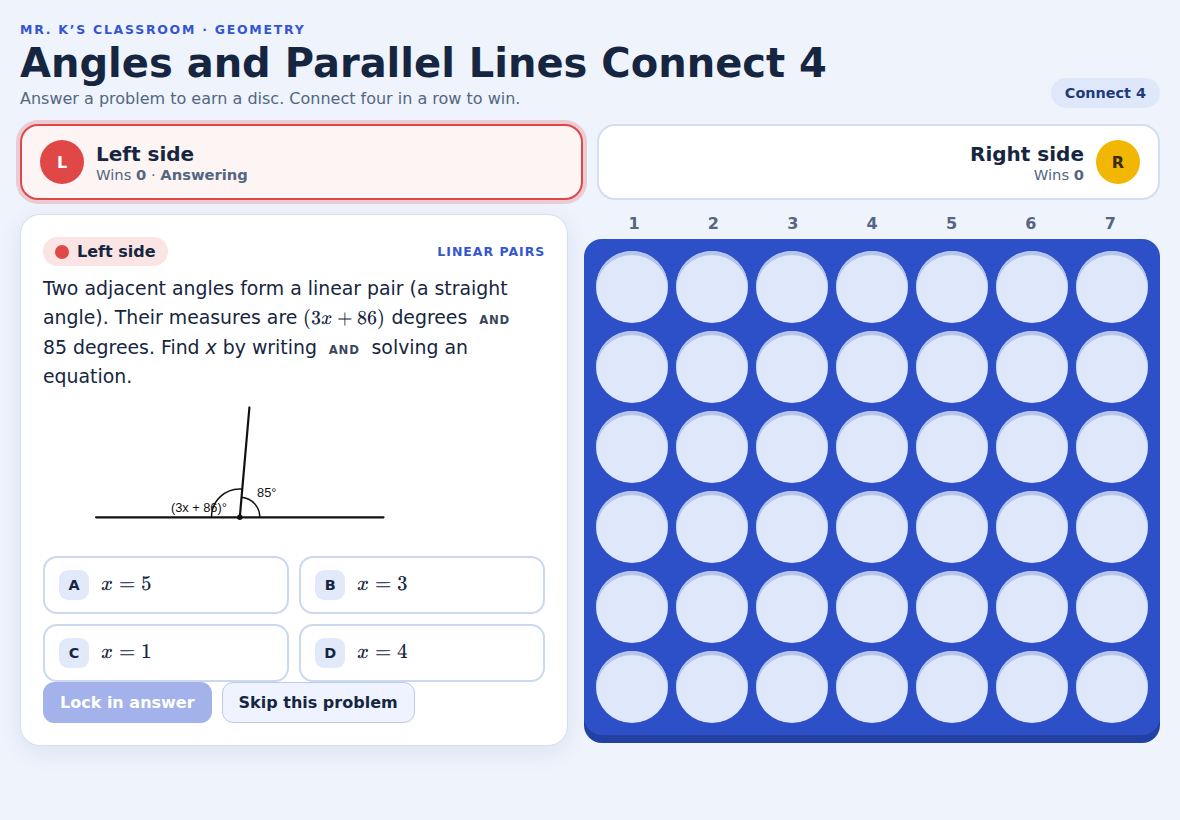 MR. K’S CLASSROOM · GEOMETRY
Angles and Parallel Lines Connect 4
Answer a problem to earn a disc. Connect four in a row to win.
Connect 4
L
Left side
Wins 0 · Answering
Right side
Wins 0
R
Left side
LINEAR PAIRS
Two adjacent angles form a linear pair (a straight
angle). Their measures are (3x + 86) degrees AND
85 degrees. Find x by writing AND solving an
equation.
85°
(3x + 86)°
A x = 5
B x = 3
C x = 1
D x = 4
Lock in answer
Skip this problem
1 2 3 4 5 6 7